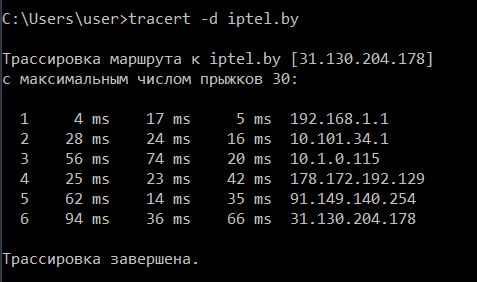 C:\Users\user>tracert -d iptel.by
Трассировка маршрута к iptel.by [31.130.204.178]
с максимальным числом прыжков 30:
1 4 ms 17 ms 5 ms 192.168.1.1
2 28 ms 24 ms 16 ms 10.101.34.1
3 56 ms 74 ms 20 ms 10.1.0.115
4 25 ms 23 ms 42 ms 178.172.192.129
5 62 ms 14 ms 35 ms 91.149.140.254
6 94 ms 36 ms 66 ms 31.130.204.178
Трассировка завершена.